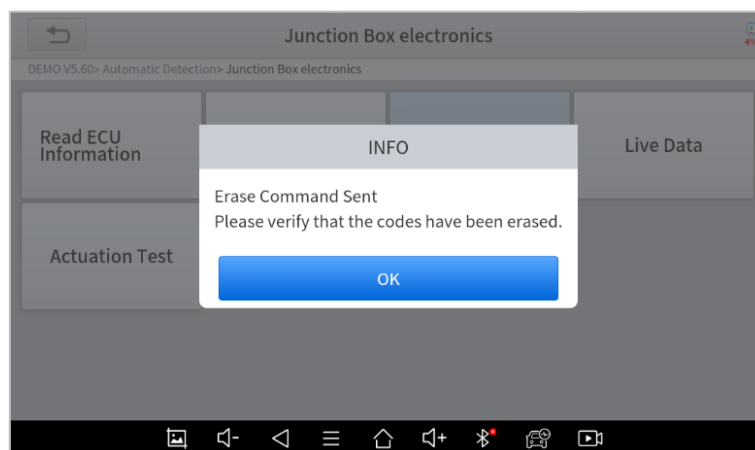 Junction Box electronics
4%
DEMO V5.60> Automatic Detection> Junction Box electronics
Read ECU
Information
Live Data
INFO
Erase Command Sent
Please verify that the codes have been erased.
OK
Actuation Test